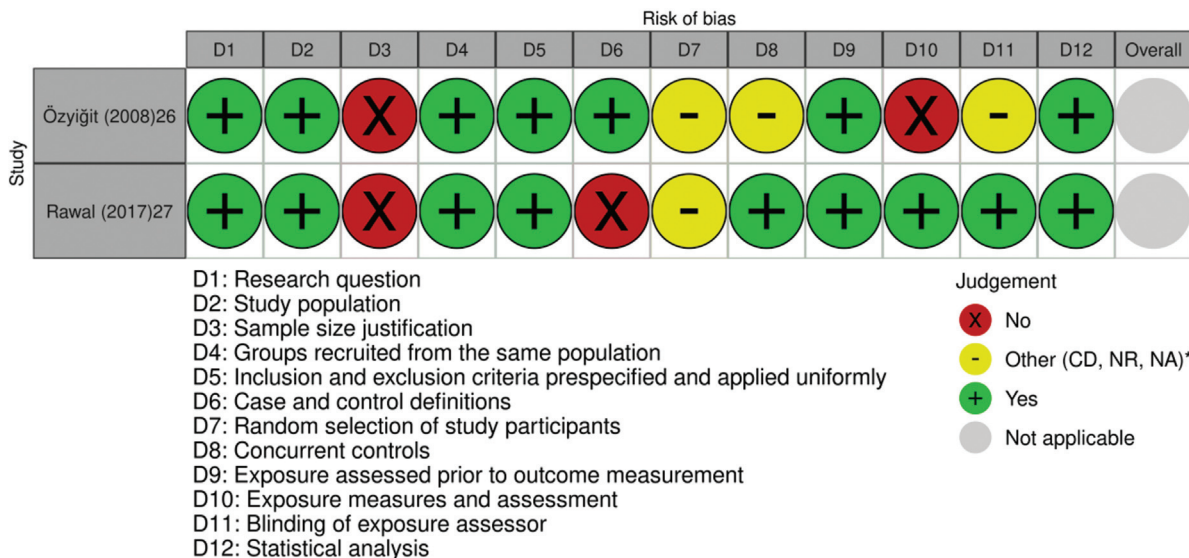 Risk of bias
D1 D2 D3 D4 D5 D6 D7 D8 D9 D10 D11 D12 Overall
Study
Özyiğit (2008)26 + + X + + + - - + X - +
Rawal (2017)27 + + X + + X - + + + + +
D1: Research question
D2: Study population
D3: Sample size justification
D4: Groups recruited from the same population
D5: Inclusion and exclusion criteria prespecified and applied uniformly
D6: Case and control definitions
D7: Random selection of study participants
D8: Concurrent controls
D9: Exposure assessed prior to outcome measurement
D10: Exposure measures and assessment
D11: Blinding of exposure assessor
D12: Statistical analysis
Judgement
X No
- Other (CD, NR, NA)*
+ Yes
Not applicable